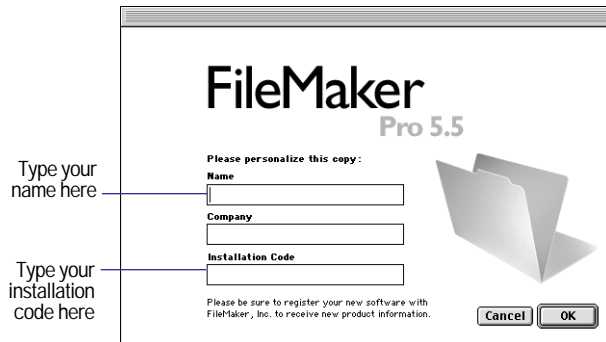 FileMaker
Pro 5.5
Please personalize this copy:
Name
Type your
name here
Company
Installation Code
Type your
installation
code here
Please be sure to register your new software with
FileMaker, Inc. to receive new product information.
Cancel
OK